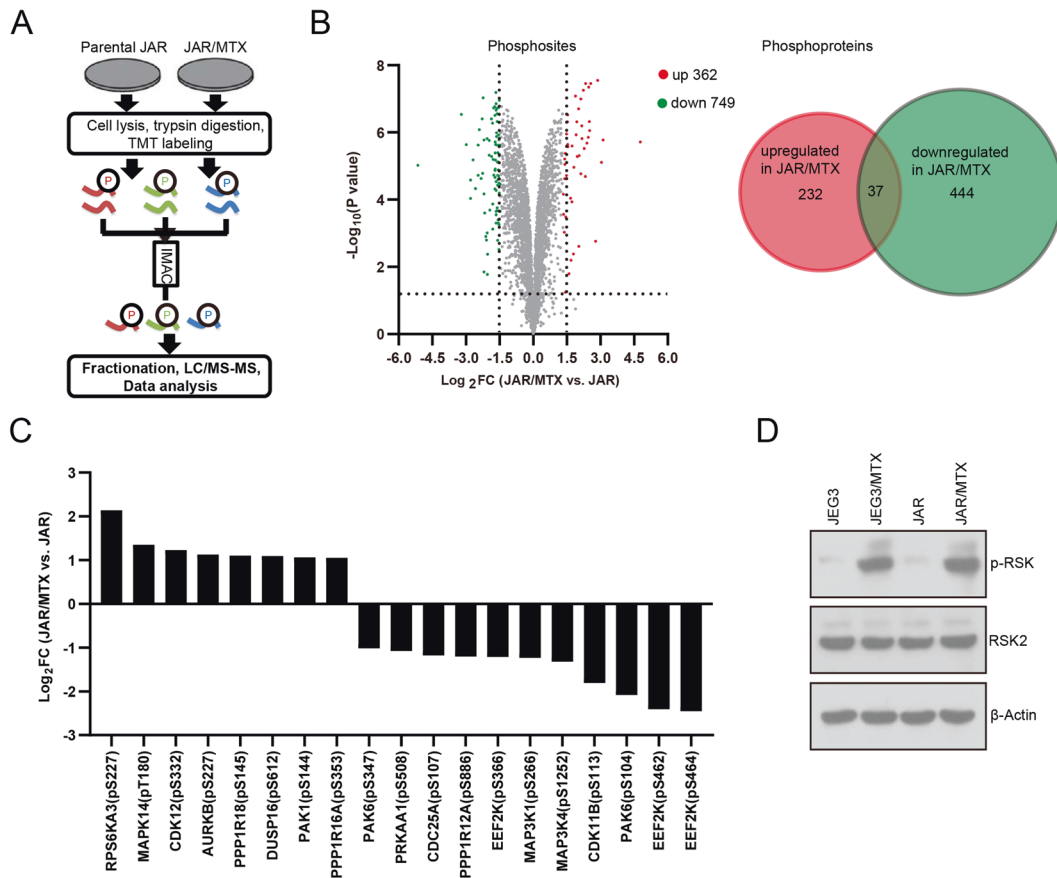 A
Parental JAR
JAR/MTX
Cell lysis, trypsin digestion,
TMT labeling
P
P
P
IMAC
P
P
P
Fractionation, LC/MS-MS,
Data analysis
B
Phosphosites
-Log10(P value)
8
6
4
2
0
-6.0
-4.5
-3.0
-1.5
0.0
1.5
3.0
4.5
6.0
Log 2FC (JAR/MTX vs. JAR)
up 362
down 749
Phosphoproteins
upregulated
in JAR/MTX
232
37
downregulated
in JAR/MTX
444
C
Log2FC (JAR/MTX vs. JAR)
3
2
1
0
-1
-2
-3
RPS6KA3(pS227)
MAPK14(pT180)
CDK12(pS332)
AURKB(pS227)
PPP1R18(pS145)
DUSP16(pS612)
PAK1(pS144)
PPP1R16A(pS353)
PAK6(pS347)
PRKAA1(pS508)
CDC25A(pS107)
PPP1R12A(pS886)
EEF2K(pS366)
MAP3K1(pS266)
MAP3K4(pS1252)
CDK11B(pS113)
PAK6(pS104)
EEF2K(pS462)
EEF2K(pS464)
D
JEG3
JEG3/MTX
JAR
JAR/MTX
p-RSK
RSK2
β-Actin